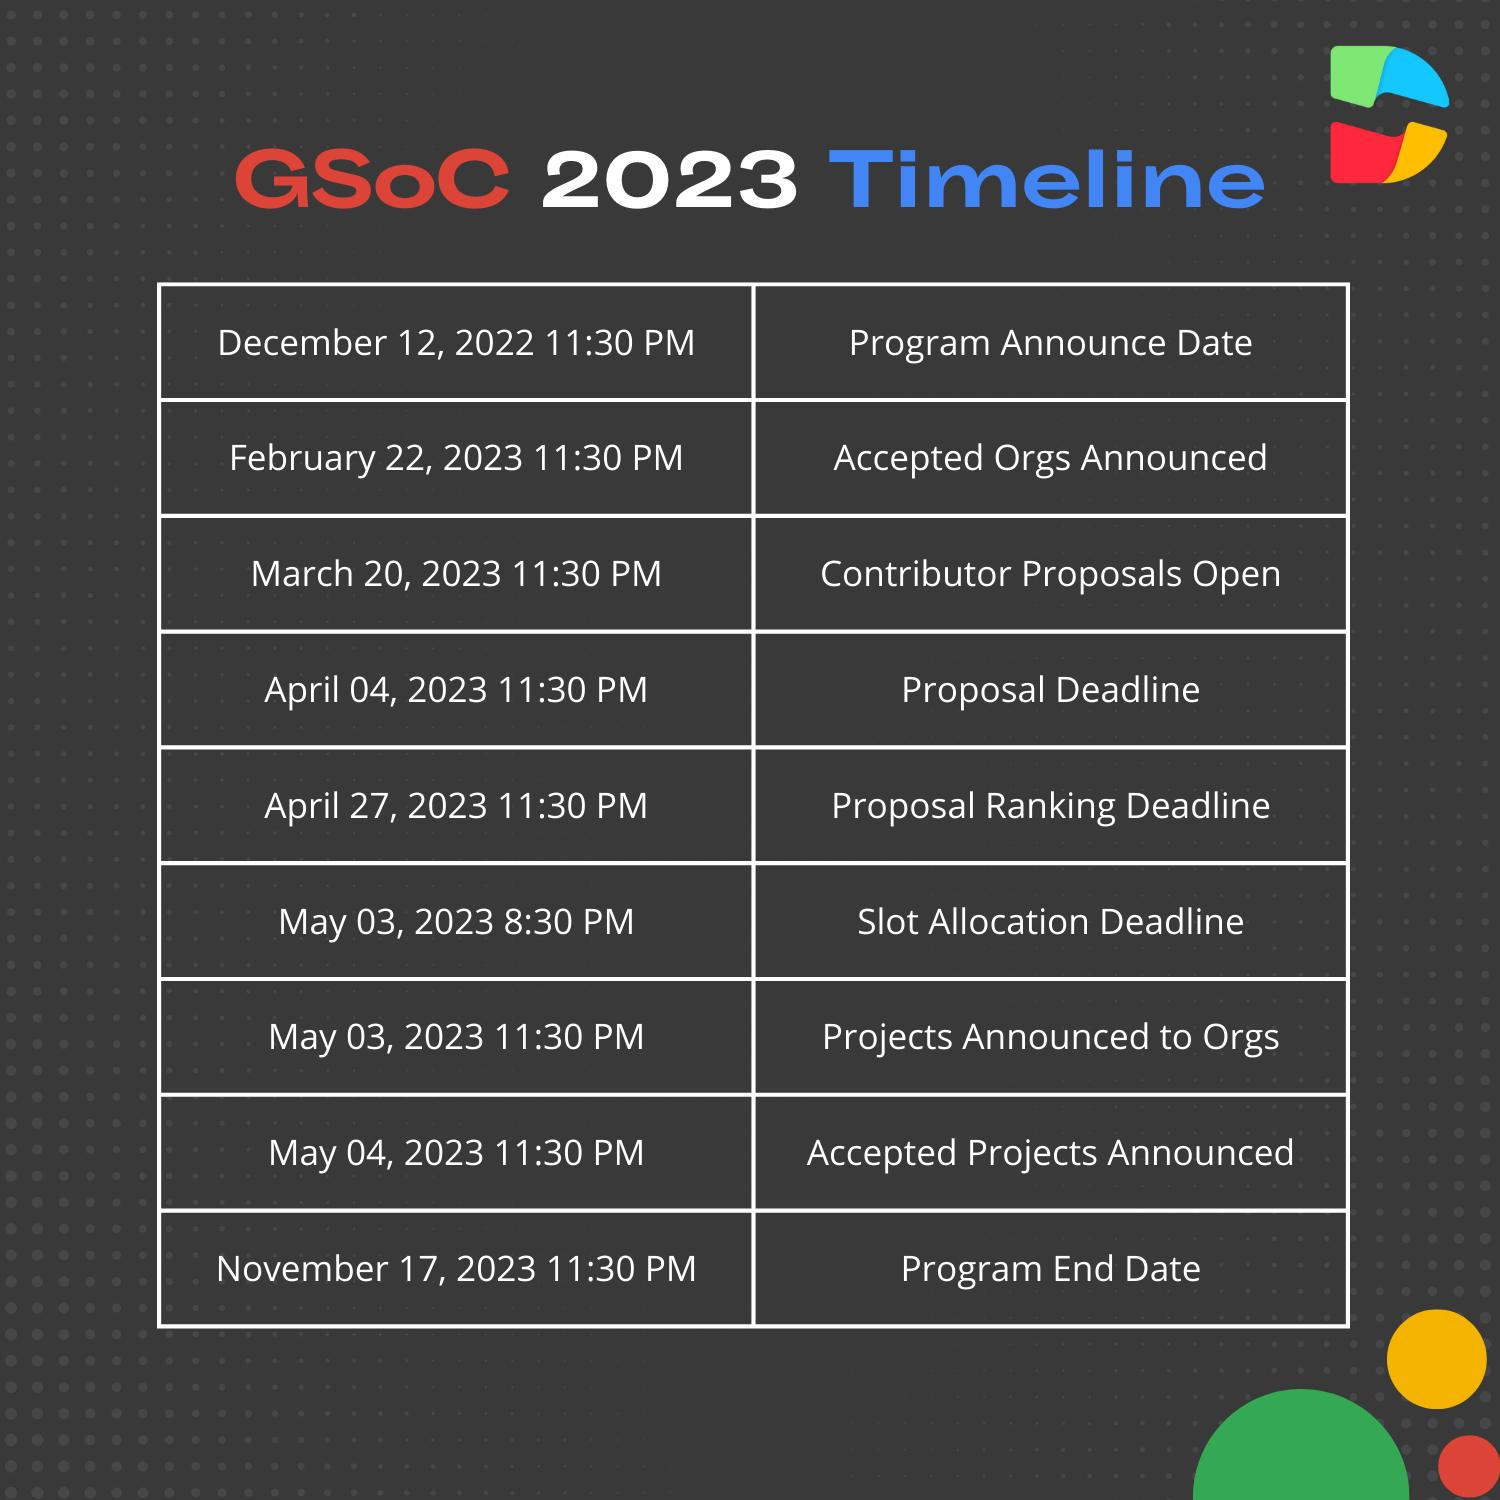 GSoC 2023 Timeline
December 12, 2022 11:30 PM
Program Announce Date
February 22, 2023 11:30 PM
Accepted Orgs Announced
March 20, 2023 11:30 PM
Contributor Proposals Open
April 04, 2023 11:30 PM
Proposal Deadline
April 27, 2023 11:30 PM
Proposal Ranking Deadline
May 03, 2023 8:30 PM
Slot Allocation Deadline
May 03, 2023 11:30 PM
Projects Announced to Orgs
May 04, 2023 11:30 PM
Accepted Projects Announced
November 17, 2023 11:30 PM
Program End Date